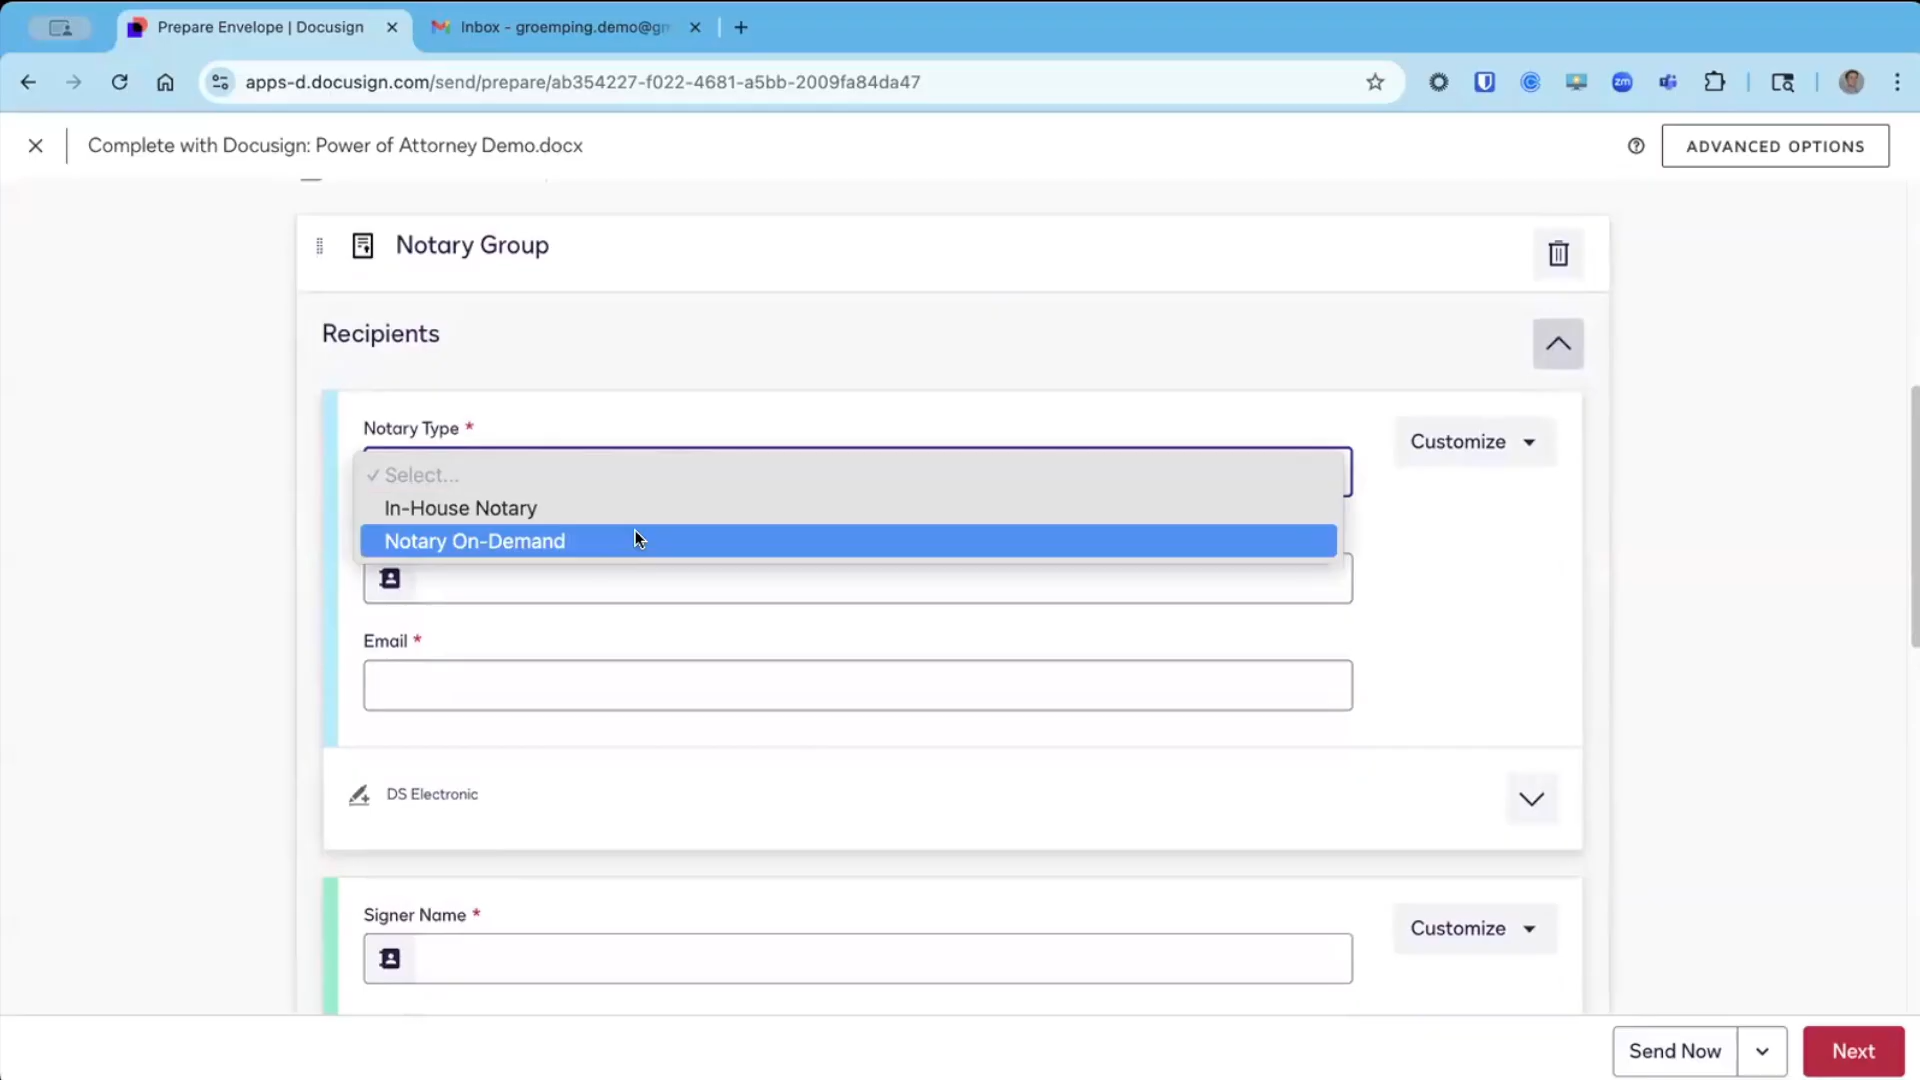 Prepare Envelope | Docusign
Inbox - groemping.demo@gm
apps-d.docusign.com/send/prepare/ab354227-f022-4681-a5bb-2009fa84da47
zm
Complete with Docusign: Power of Attorney Demo.docx
ADVANCED OPTIONS
Notary Group
Recipients
Notary Type *
Customize
✓ Select...
In-House Notary
Notary On-Demand
Email *
DS Electronic
Signer Name *
Customize
Send Now
Next